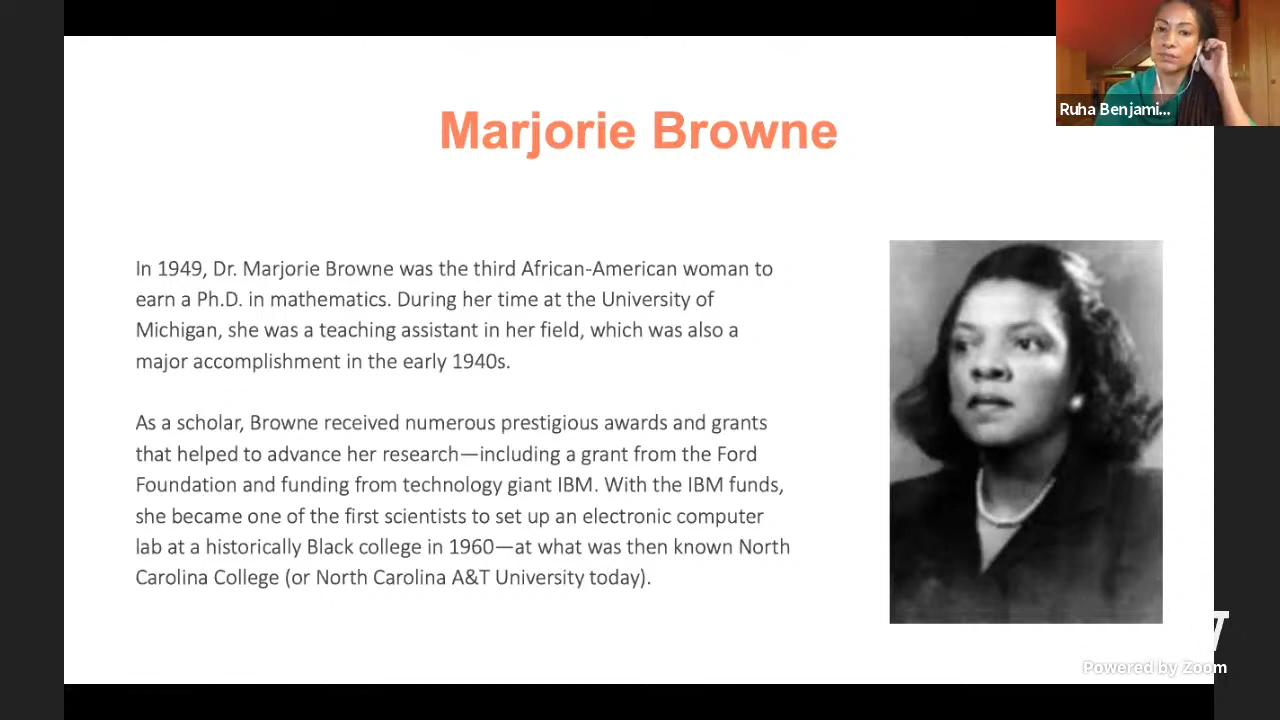 Ruha Benjami...
Marjorie Browne
In 1949, Dr. Marjorie Browne was the third African-American woman to
earn a Ph.D. in mathematics. During her time at the University of
Michigan, she was a teaching assistant in her field, which was also a
major accomplishment in the early 1940s.
As a scholar, Browne received numerous prestigious awards and grants
that helped to advance her research—including a grant from the Ford
Foundation and funding from technology giant IBM. With the IBM funds,
she became one of the first scientists to set up an electronic computer
lab at a historically Black college in 1960—at what was then known North
Carolina College (or North Carolina A&T University today).
Powered by Zoom